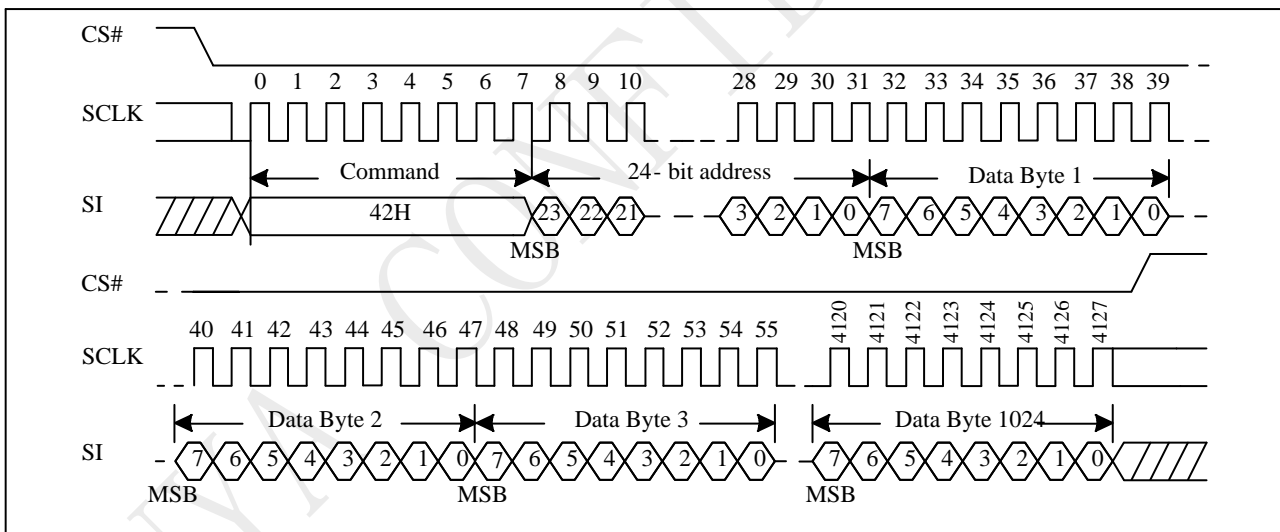 CS#
0 1 2 3 4 5 6 7 8 9 10 28 29 30 31 32 33 34 35 36 37 38 39
SCLK
Command 24- bit address Data Byte 1
SI 42H 23 22 21 3 2 1 0 7 6 5 4 3 2 1 0
MSB MSB
CS#
40 41 42 43 44 45 46 47 48 49 50 51 52 53 54 55 4120 4121 4122 4123 4124 4125 4126 4127
SCLK
Data Byte 2 Data Byte 3 Data Byte 1024
SI 7 6 5 4 3 2 1 0 7 6 5 4 3 2 1 0 7 6 5 4 3 2 1 0
MSB MSB MSB